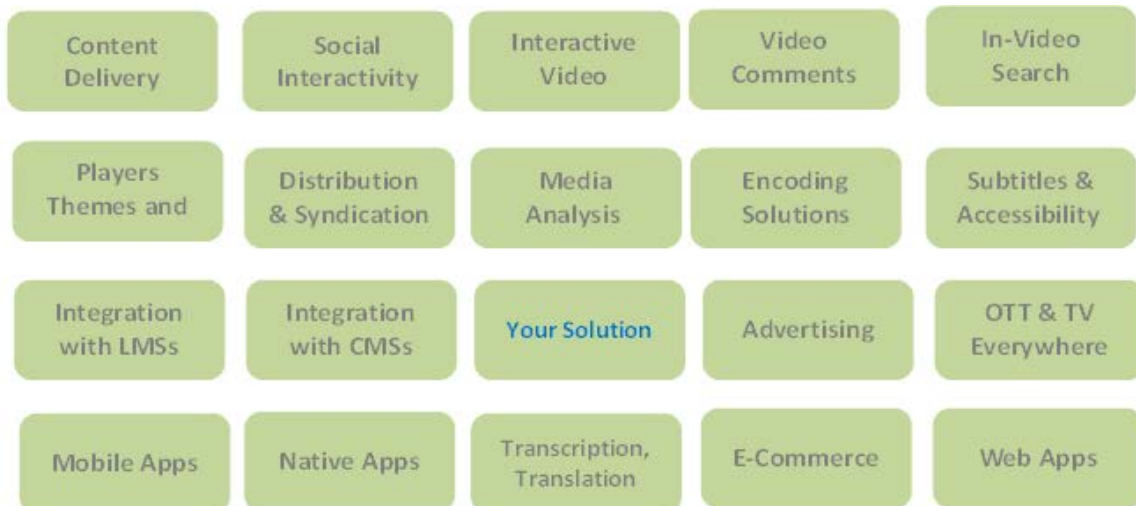 Content
Delivery
Social
Interactivity
Interactive
Video
Video
Comments
In-Video
Search
Players
Themes and
Distribution
& Syndication
Media
Analysis
Encoding
Solutions
Subtitles &
Accessibility
Integration
with LMSs
Integration
with CMSs
Your Solution
Advertising
OTT & TV
Everywhere
Mobile Apps
Native Apps
Transcription,
Translation
E-Commerce
Web Apps